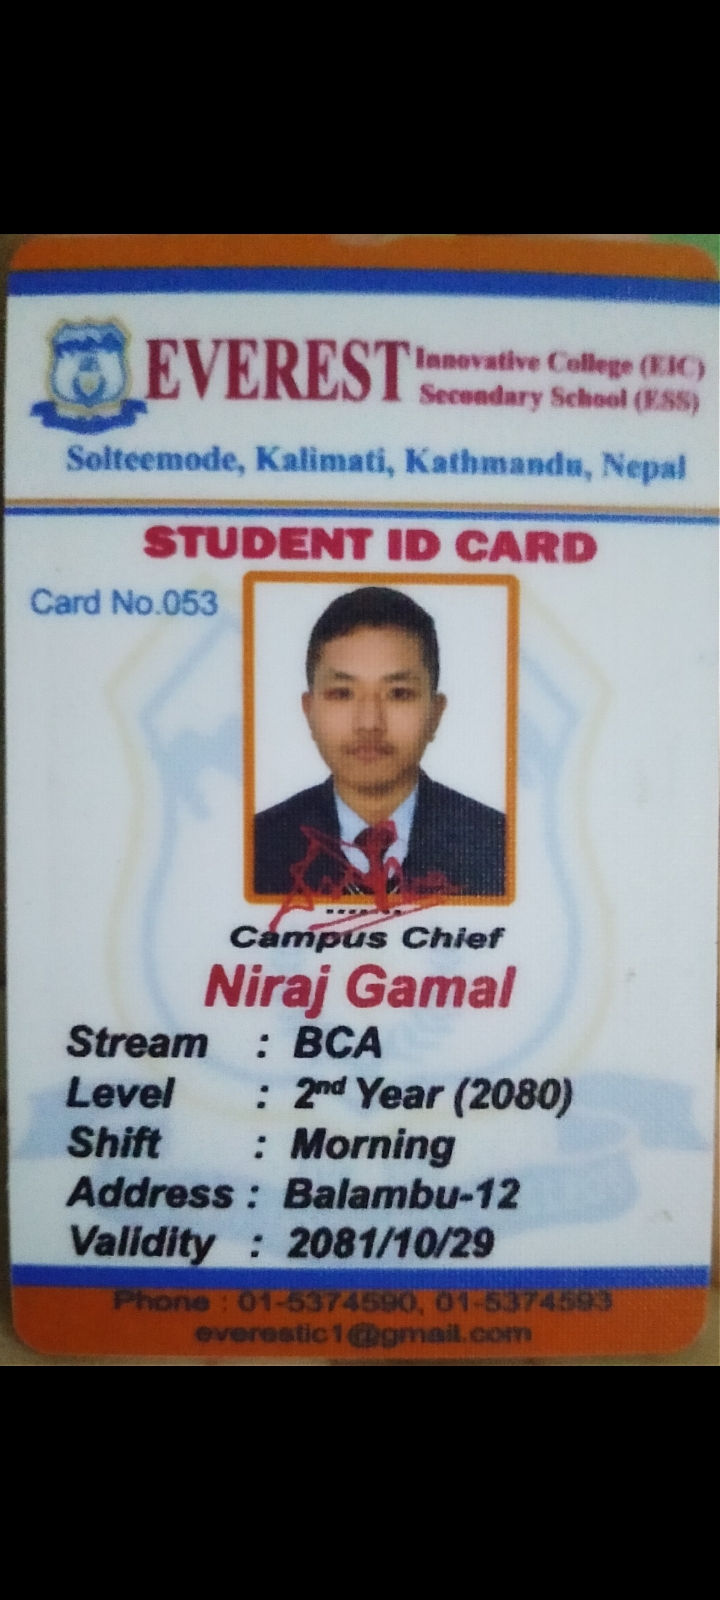 EVEREST Innovative College (EIC)
Secondary School (ESS)
Solteemode, Kalimati, Kathmandu, Nepal
STUDENT ID CARD
Card No.053
Campus Chief
Niraj Gamal
Stream : BCA
Level : 2nd Year (2080)
Shift : Morning
Address : Balambu-12
Validity : 2081/10/29
Phone : 01-5374590, 01-5374593
everestic1@gmail.com